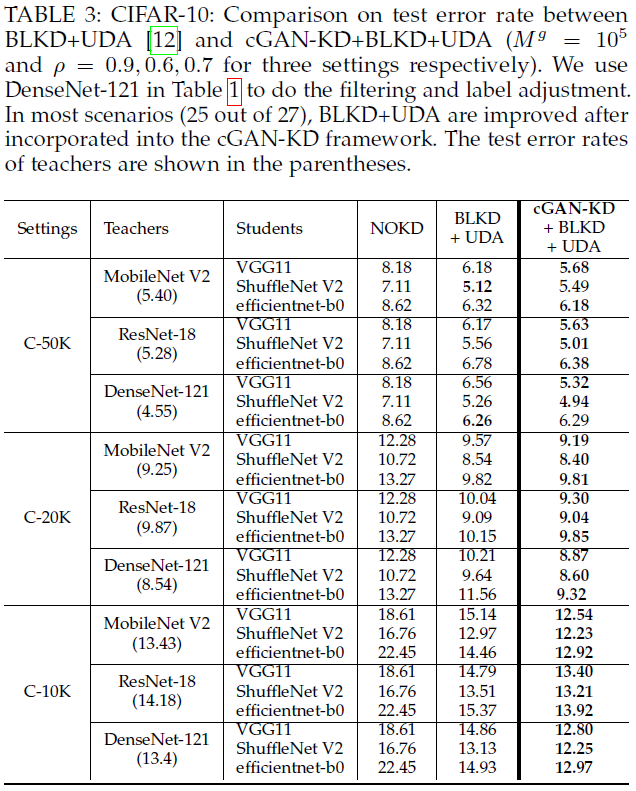 TABLE 3: CIFAR-10: Comparison on test error rate between
BLKD+UDA [12] and cGAN-KD+BLKD+UDA (M^g = 10^5
and ρ = 0.9, 0.6, 0.7 for three settings respectively). We use
DenseNet-121 in Table 1 to do the filtering and label adjustment.
In most scenarios (25 out of 27), BLKD+UDA are improved after
incorporated into the cGAN-KD framework. The test error rates
of teachers are shown in the parentheses.
Settings Teachers Students NOKD BLKD + UDA cGAN-KD + BLKD + UDA
C-50K
MobileNet V2 (5.40)
VGG11 8.18 6.18 5.68
ShuffleNet V2 7.11 5.12 5.49
efficientnet-b0 8.62 6.32 6.18
ResNet-18 (5.28)
VGG11 8.18 6.17 5.63
ShuffleNet V2 7.11 5.56 5.01
efficientnet-b0 8.62 6.78 6.38
DenseNet-121 (4.55)
VGG11 8.18 6.56 5.32
ShuffleNet V2 7.11 5.26 4.94
efficientnet-b0 8.62 6.26 6.29
C-20K
MobileNet V2 (9.25)
VGG11 12.28 9.57 9.19
ShuffleNet V2 10.72 8.54 8.40
efficientnet-b0 13.27 9.82 9.81
ResNet-18 (9.87)
VGG11 12.28 10.04 9.30
ShuffleNet V2 10.72 9.09 9.04
efficientnet-b0 13.27 10.15 9.85
DenseNet-121 (8.54)
VGG11 12.28 10.21 8.87
ShuffleNet V2 10.72 9.64 8.60
efficientnet-b0 13.27 11.56 9.32
C-10K
MobileNet V2 (13.43)
VGG11 18.61 15.14 12.54
ShuffleNet V2 16.76 12.97 12.23
efficientnet-b0 22.45 14.46 12.92
ResNet-18 (14.18)
VGG11 18.61 14.79 13.40
ShuffleNet V2 16.76 13.51 13.21
efficientnet-b0 22.45 15.37 13.92
DenseNet-121 (13.4)
VGG11 18.61 14.86 12.80
ShuffleNet V2 16.76 13.13 12.25
efficientnet-b0 22.45 14.93 12.97